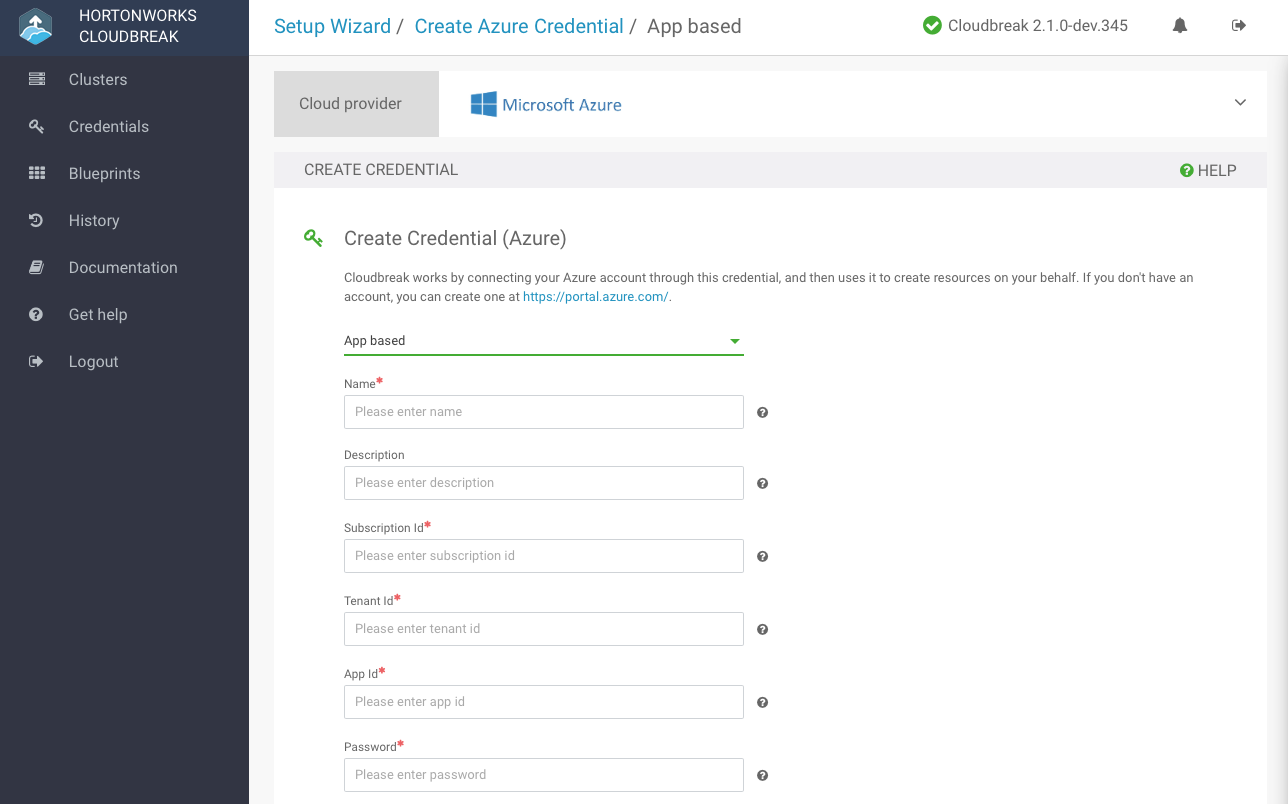 HORTONWORKS
CLOUDBREAK
Setup Wizard / Create Azure Credential / App based
Cloudbreak 2.1.0-dev.345
Clusters
Credentials
Blueprints
History
Documentation
Get help
Logout
Cloud provider
Microsoft Azure
CREATE CREDENTIAL
HELP
Create Credential (Azure)
Cloudbreak works by connecting your Azure account through this credential, and then uses it to create resources on your behalf. If you don't have an
account, you can create one at https://portal.azure.com/.
App based
Name*
Please enter name
Description
Please enter description
Subscription Id*
Please enter subscription id
Tenant Id*
Please enter tenant id
App Id*
Please enter app id
Password*
Please enter password